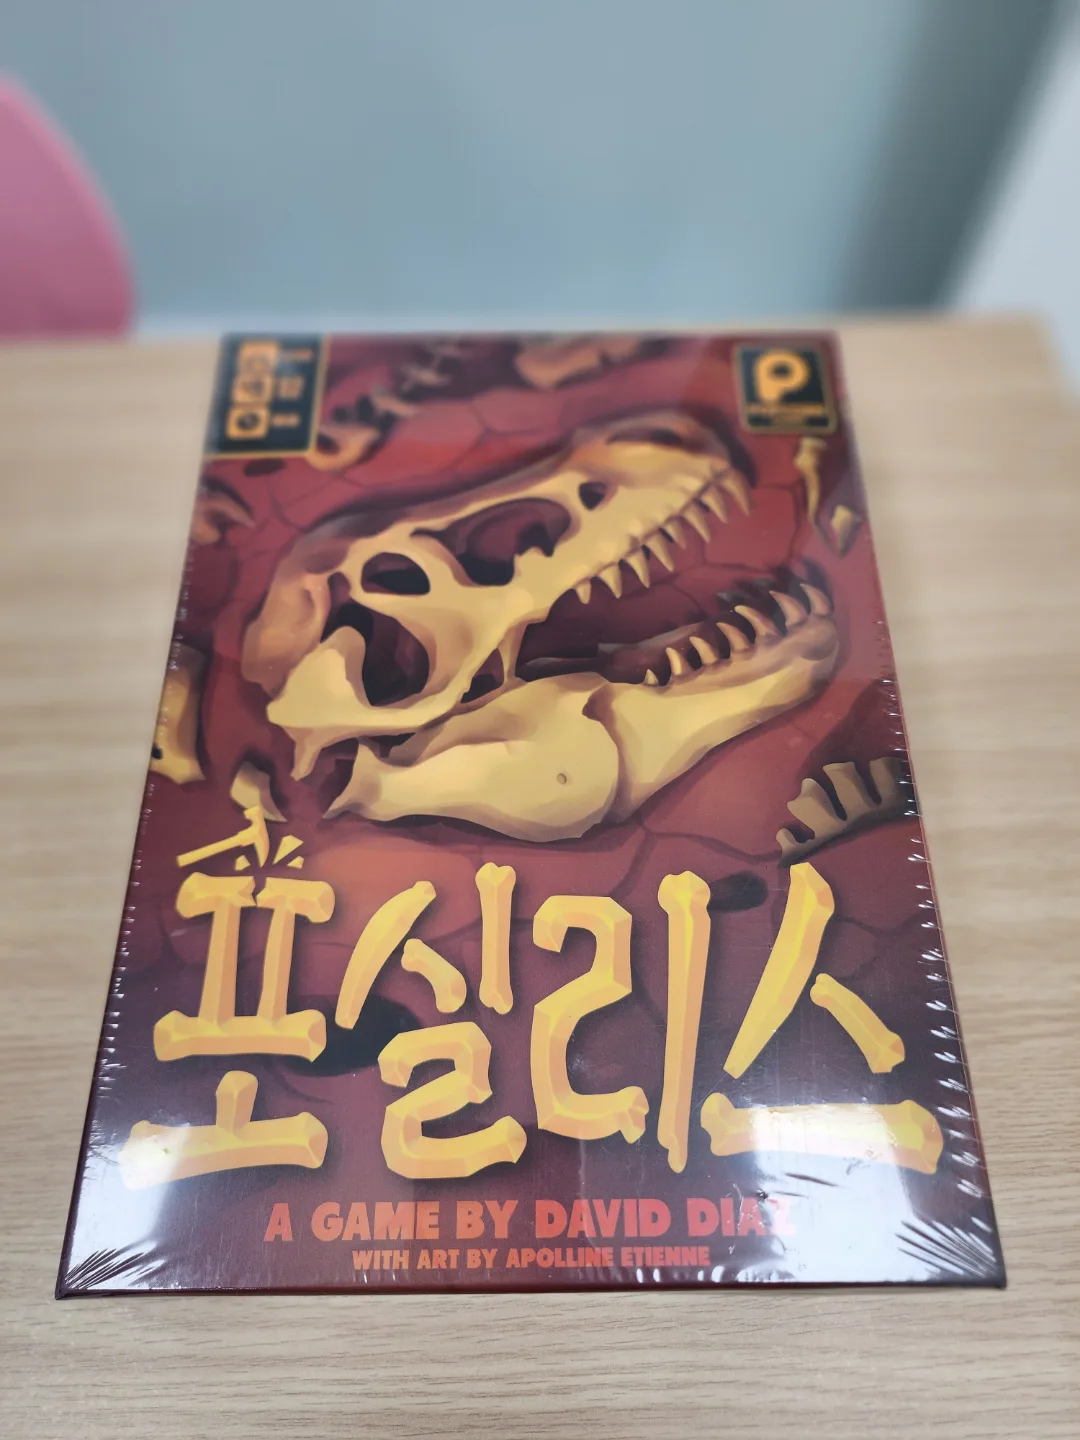 P
포실리스
A GAME BY DAVID DIAZ
WITH ART BY APOLLINE ETIENNE